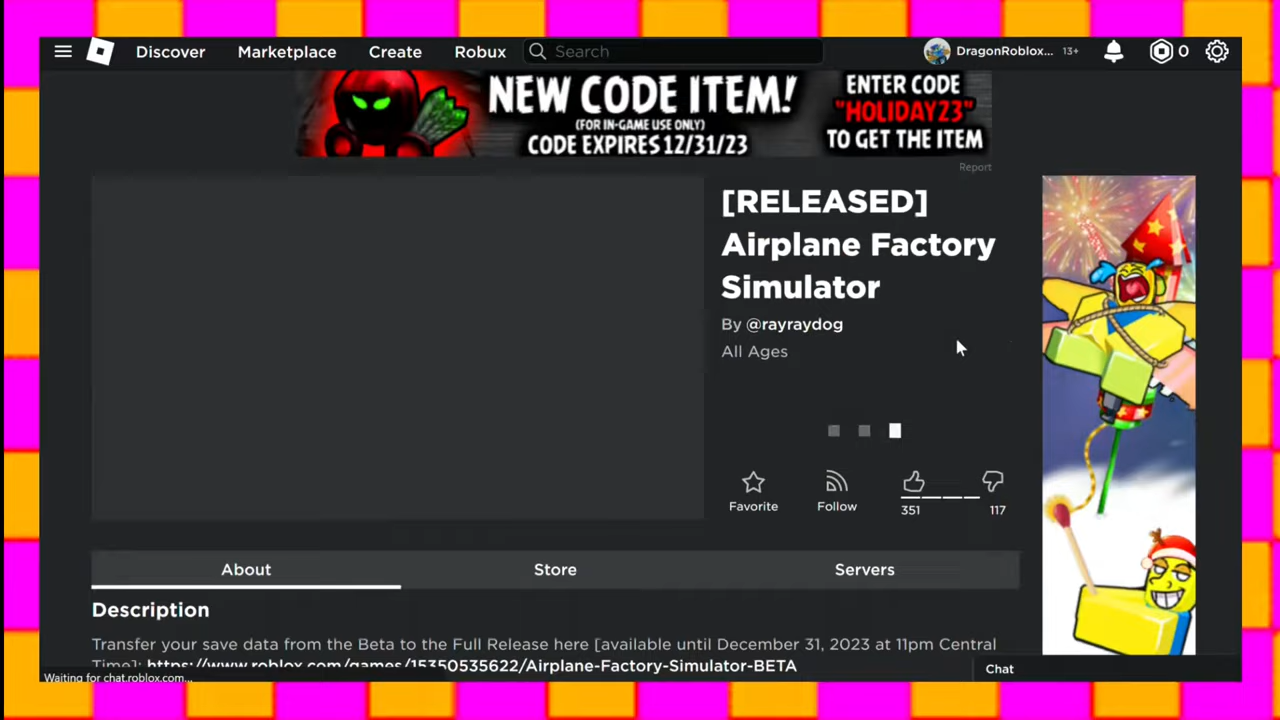 Discover
Marketplace
Create
Robux
Search
DragonRoblox...
13+
0
NEW CODE ITEM!
(FOR IN-GAME USE ONLY)
CODE EXPIRES 12/31/23
ENTER CODE
"HOLIDAY23"
TO GET THE ITEM
Report
[RELEASED]
Airplane Factory
Simulator
By @rayraydog
All Ages
Favorite
Follow
351
117
About
Store
Servers
Description
Transfer your save data from the Beta to the Full Release here [available until December 31, 2023 at 11pm Central
Time]: https://www.roblox.com/games/15350535622/Airplane-Factory-Simulator-BETA
Chat
Waiting for chat.roblox.com...